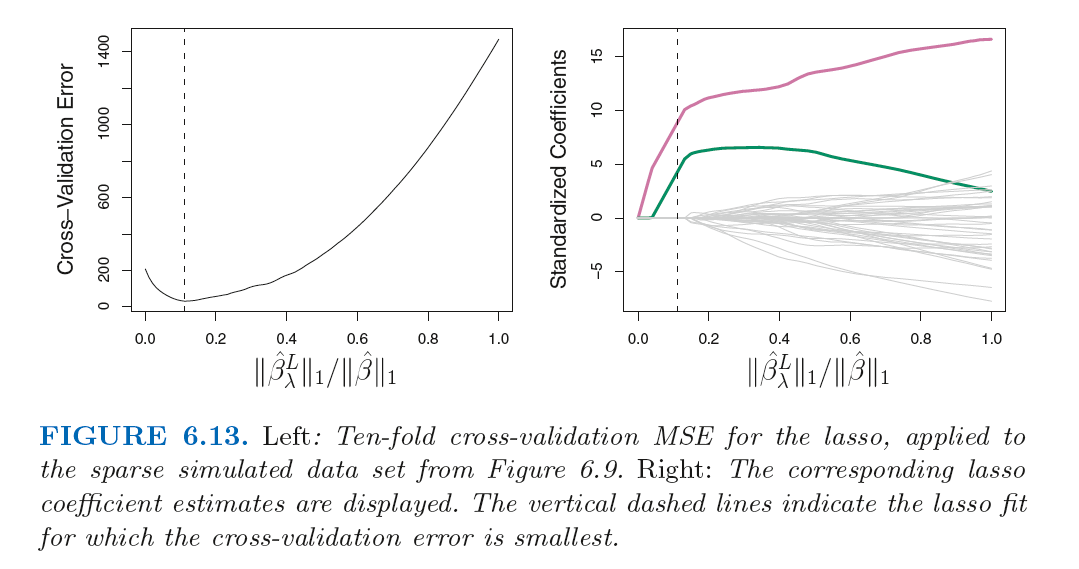 Cross–Validation Error
0 200 600 1000 1400
0.0 0.2 0.4 0.6 0.8 1.0
‖β̂ᴸ_λ‖₁/‖β̂‖₁
Standardized Coefficients
−5 0 5 10 15
0.0 0.2 0.4 0.6 0.8 1.0
‖β̂ᴸ_λ‖₁/‖β̂‖₁
FIGURE 6.13. Left: Ten-fold cross-validation MSE for the lasso, applied to
the sparse simulated data set from Figure 6.9. Right: The corresponding lasso
coefficient estimates are displayed. The vertical dashed lines indicate the lasso fit
for which the cross-validation error is smallest.